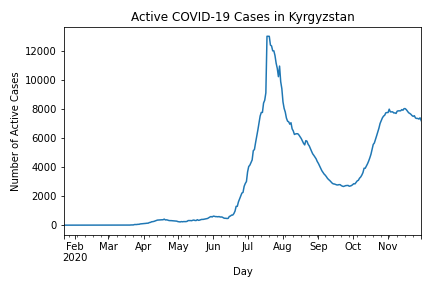 Active COVID-19 Cases in Kyrgyzstan
Number of Active Cases
12000
10000
8000
6000
4000
2000
0
Feb Mar Apr May Jun Jul Aug Sep Oct Nov
2020
Day